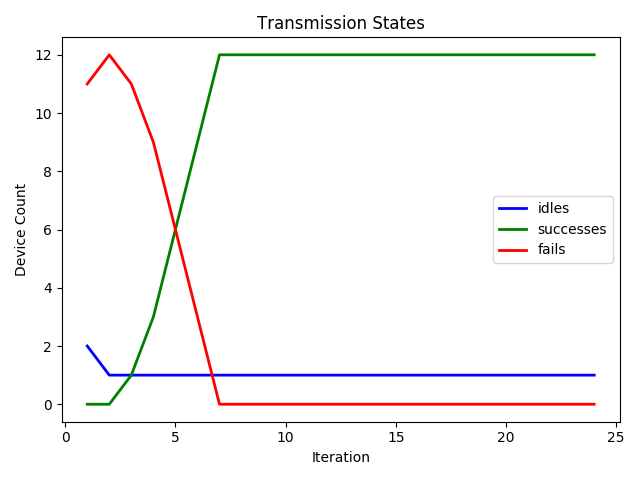 Transmission States
Device Count
12
10
8
6
4
2
0
idles
successes
fails
0
5
10
15
20
25
Iteration